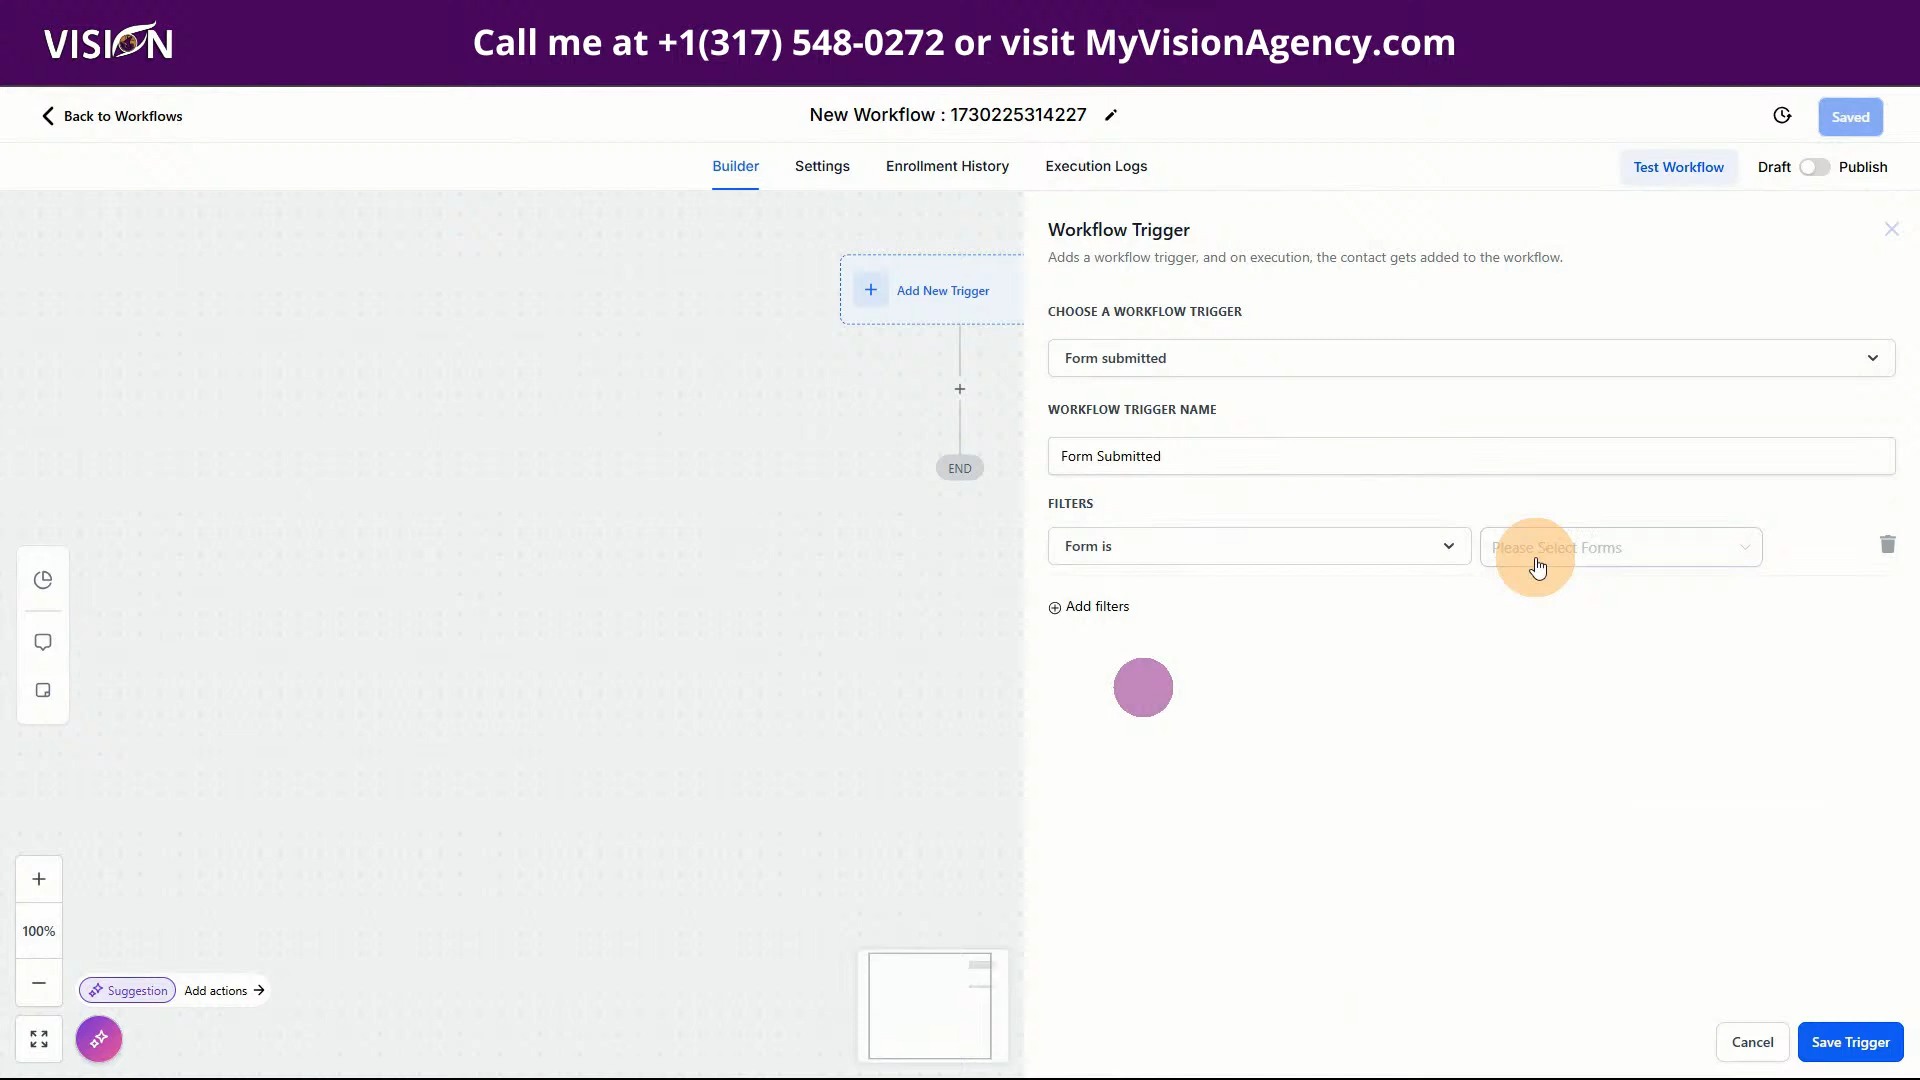 VISION
Call me at +1(317) 548-0272 or visit MyVisionAgency.com
Back to Workflows
New Workflow : 1730225314227
Saved
Builder
Settings
Enrollment History
Execution Logs
Test Workflow
Draft
Publish
Add New Trigger
END
Workflow Trigger
Adds a workflow trigger, and on execution, the contact gets added to the workflow.
CHOOSE A WORKFLOW TRIGGER
Form submitted
WORKFLOW TRIGGER NAME
Form Submitted
FILTERS
Form is
Please Select Forms
Add filters
100%
Suggestion
Add actions
Cancel
Save Trigger